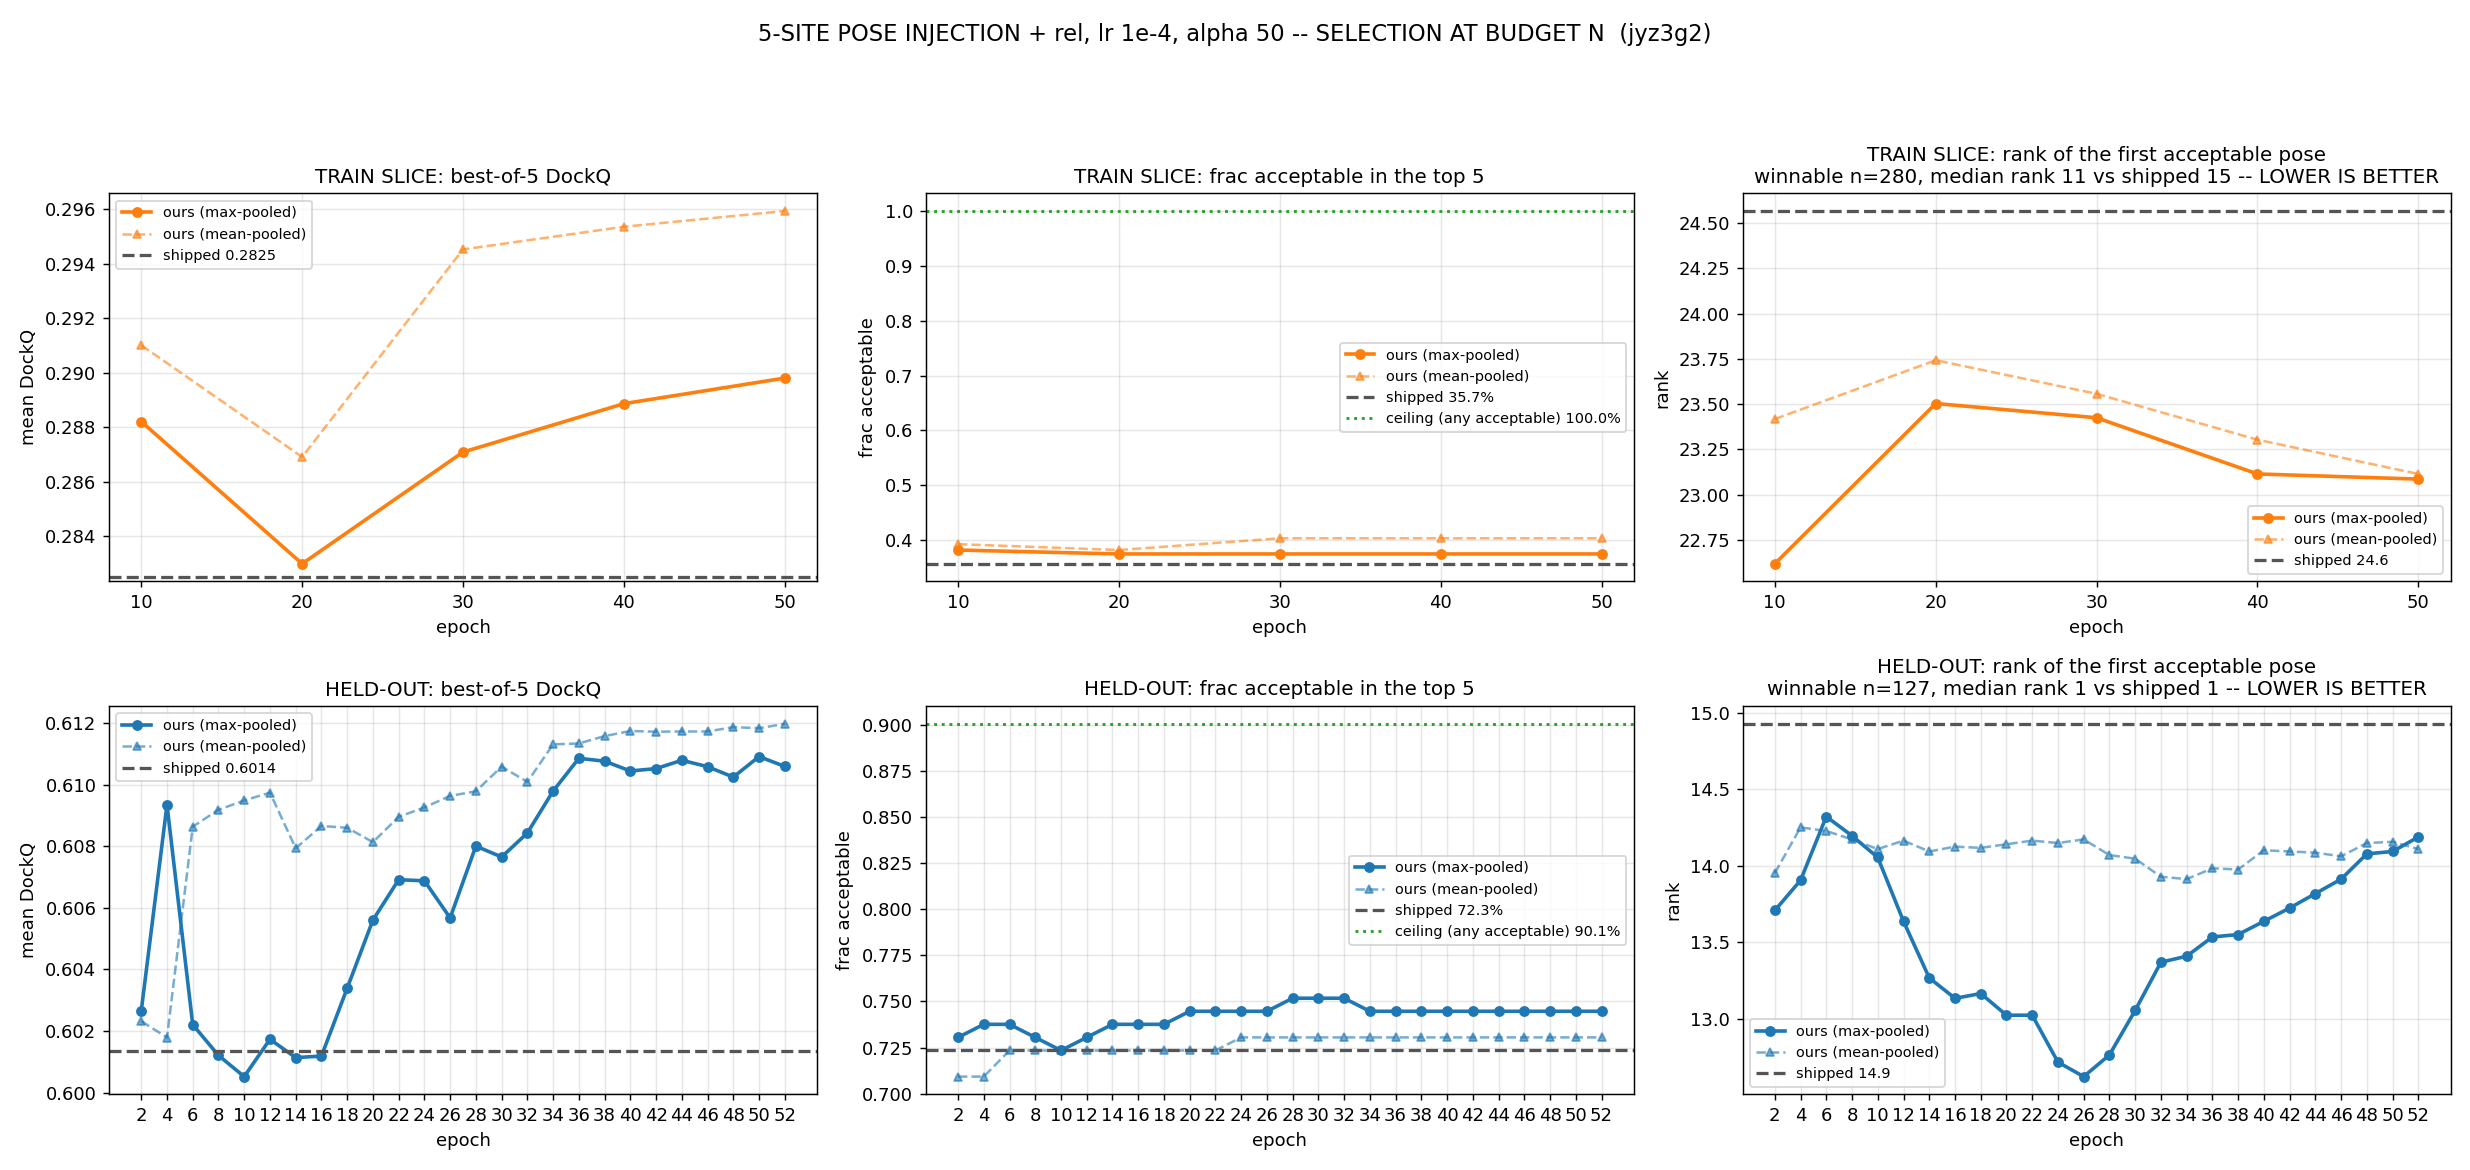 5-SITE POSE INJECTION + rel, lr 1e-4, alpha 50 -- SELECTION AT BUDGET N  (jyz3g2)
TRAIN SLICE: best-of-5 DockQ
mean DockQ
0.296
0.294
0.292
0.290
0.288
0.286
0.284
ours (max-pooled)
ours (mean-pooled)
shipped 0.2825
10 20 30 40 50
epoch
TRAIN SLICE: frac acceptable in the top 5
frac acceptable
1.0
0.9
0.8
0.7
0.6
0.5
0.4
ours (max-pooled)
ours (mean-pooled)
shipped 35.7%
ceiling (any acceptable) 100.0%
10 20 30 40 50
epoch
TRAIN SLICE: rank of the first acceptable pose
winnable n=280, median rank 11 vs shipped 15 -- LOWER IS BETTER
rank
24.50
24.25
24.00
23.75
23.50
23.25
23.00
22.75
ours (max-pooled)
ours (mean-pooled)
shipped 24.6
10 20 30 40 50
epoch
HELD-OUT: best-of-5 DockQ
mean DockQ
0.612
0.610
0.608
0.606
0.604
0.602
0.600
ours (max-pooled)
ours (mean-pooled)
shipped 0.6014
2 4 6 8 10 12 14 16 18 20 22 24 26 28 30 32 34 36 38 40 42 44 46 48 50 52
epoch
HELD-OUT: frac acceptable in the top 5
frac acceptable
0.900
0.875
0.850
0.825
0.800
0.775
0.750
0.725
0.700
ours (max-pooled)
ours (mean-pooled)
shipped 72.3%
ceiling (any acceptable) 90.1%
2 4 6 8 10 12 14 16 18 20 22 24 26 28 30 32 34 36 38 40 42 44 46 48 50 52
epoch
HELD-OUT: rank of the first acceptable pose
winnable n=127, median rank 1 vs shipped 1 -- LOWER IS BETTER
rank
15.0
14.5
14.0
13.5
13.0
ours (max-pooled)
ours (mean-pooled)
shipped 14.9
2 4 6 8 10 12 14 16 18 20 22 24 26 28 30 32 34 36 38 40 42 44 46 48 50 52
epoch